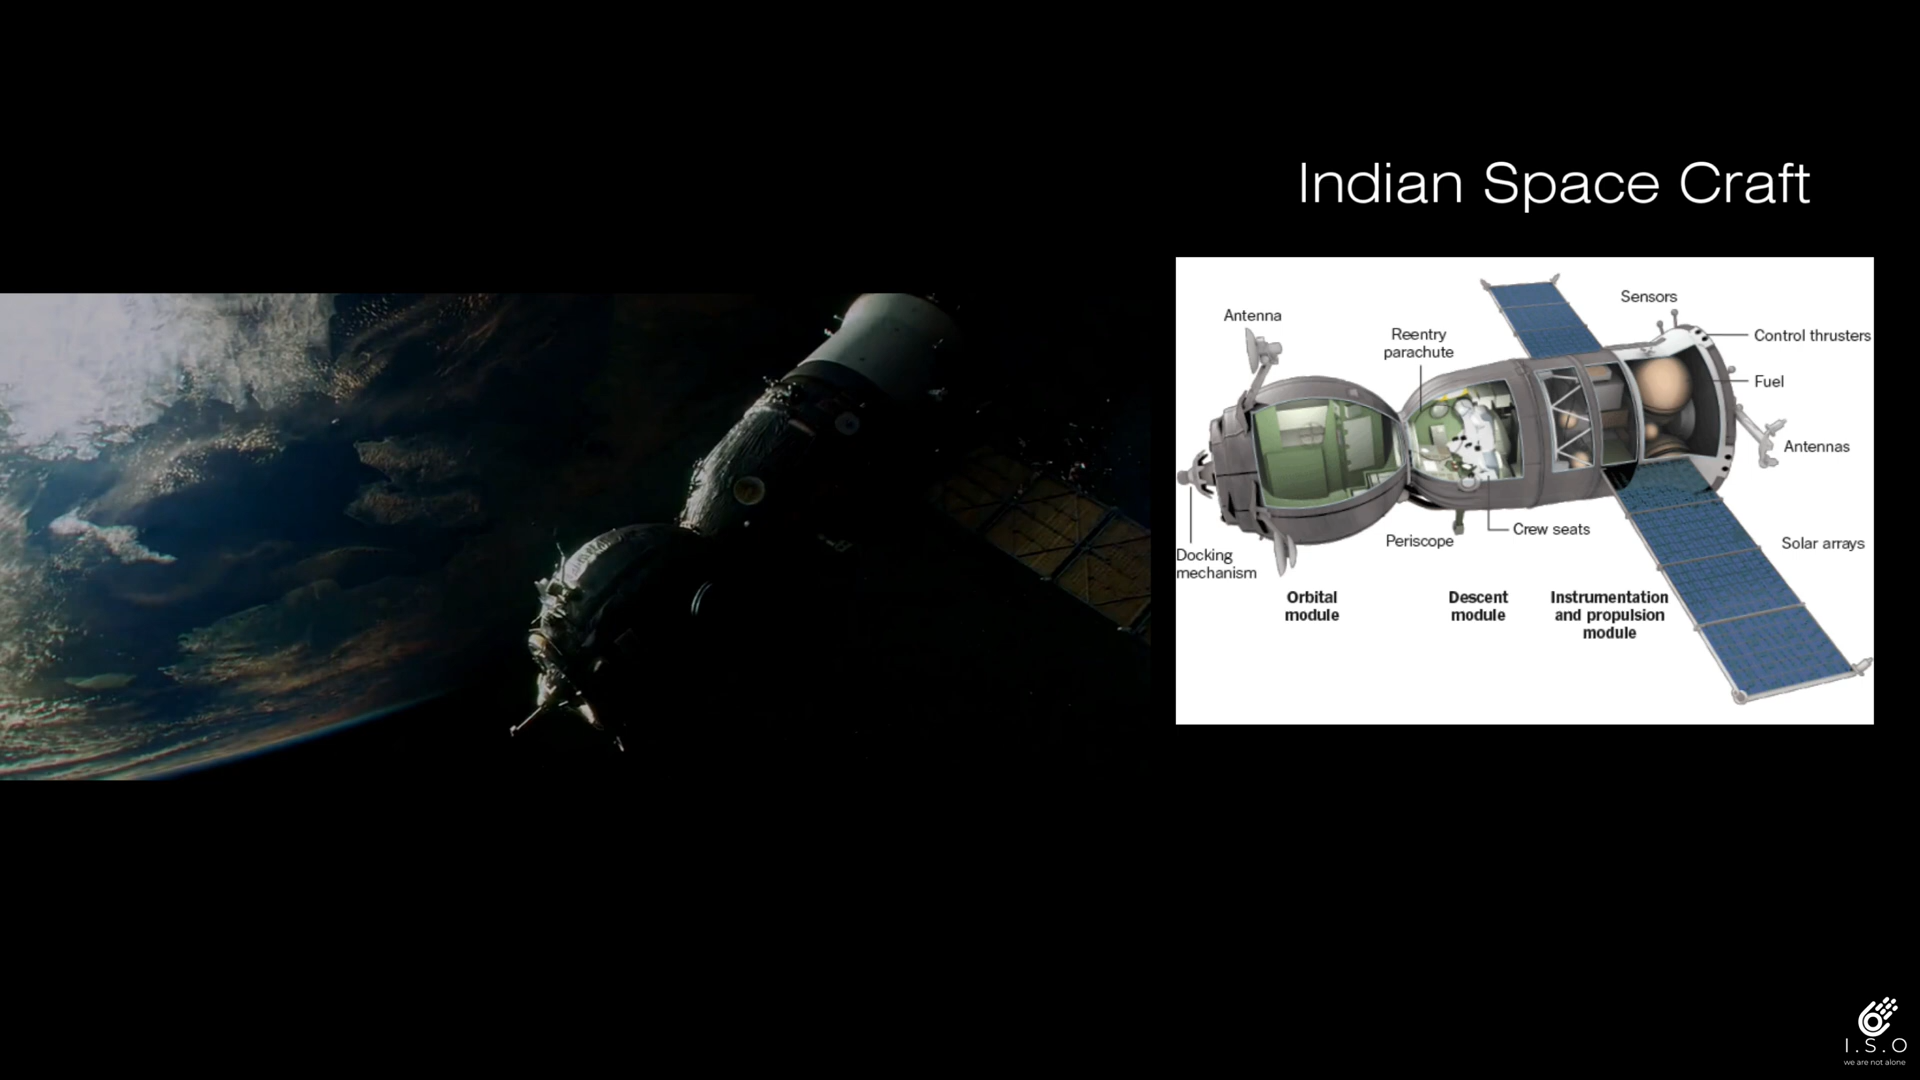 Indian Space Craft
Antenna
Reentry
parachute
Sensors
Control thrusters
Fuel
Antennas
Solar arrays
Crew seats
Periscope
Docking
mechanism
Orbital
module
Descent
module
Instrumentation
and propulsion
module
I.S.O
we are not alone